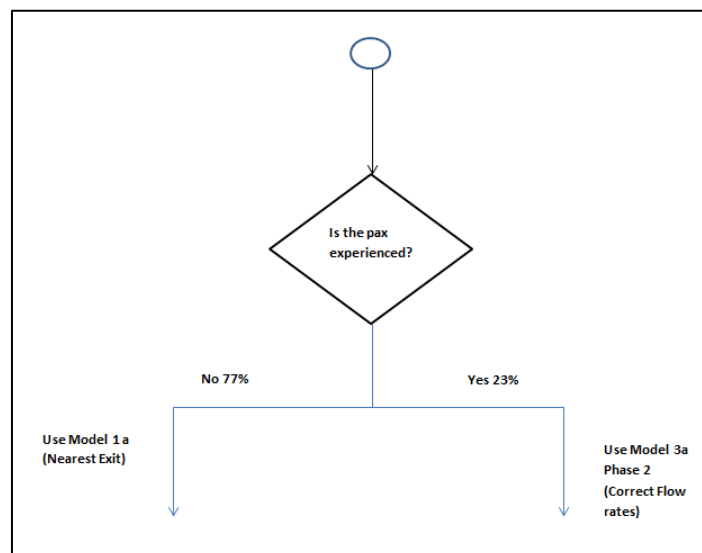 Is the pax
experienced?
No 77%
Yes 23%
Use Model 1 a
(Nearest Exit)
Use Model 3a
Phase 2
(Correct Flow
rates)